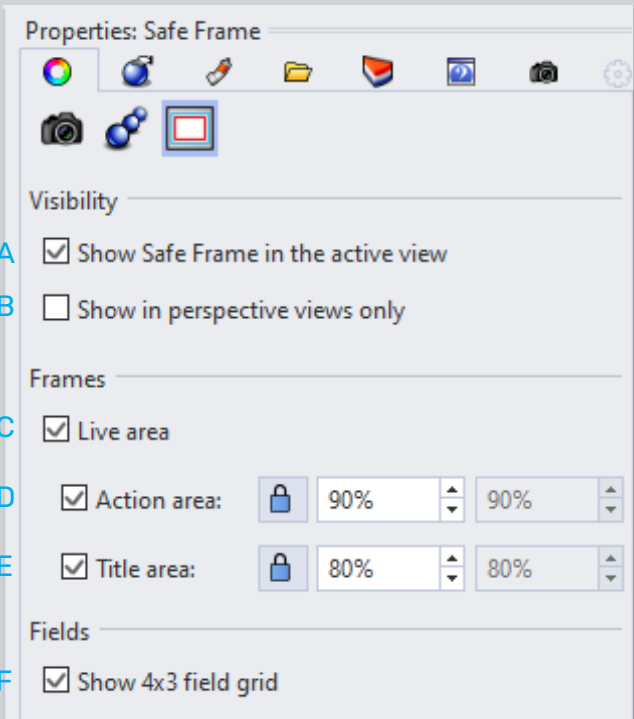 Properties: Safe Frame
Visibility
A Show Safe Frame in the active view
B Show in perspective views only
Frames
C Live area
D Action area: 90% 90%
E Title area: 80% 80%
Fields
F Show 4x3 field grid